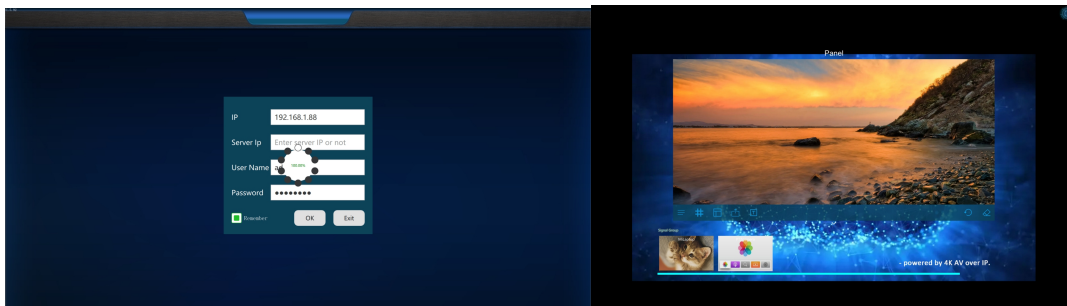 IP
192.168.1.88
Server Ip
Enter server IP or not
User Name
Password
Remember
OK
Exit
Panel
- powered by 4K AV over IP.